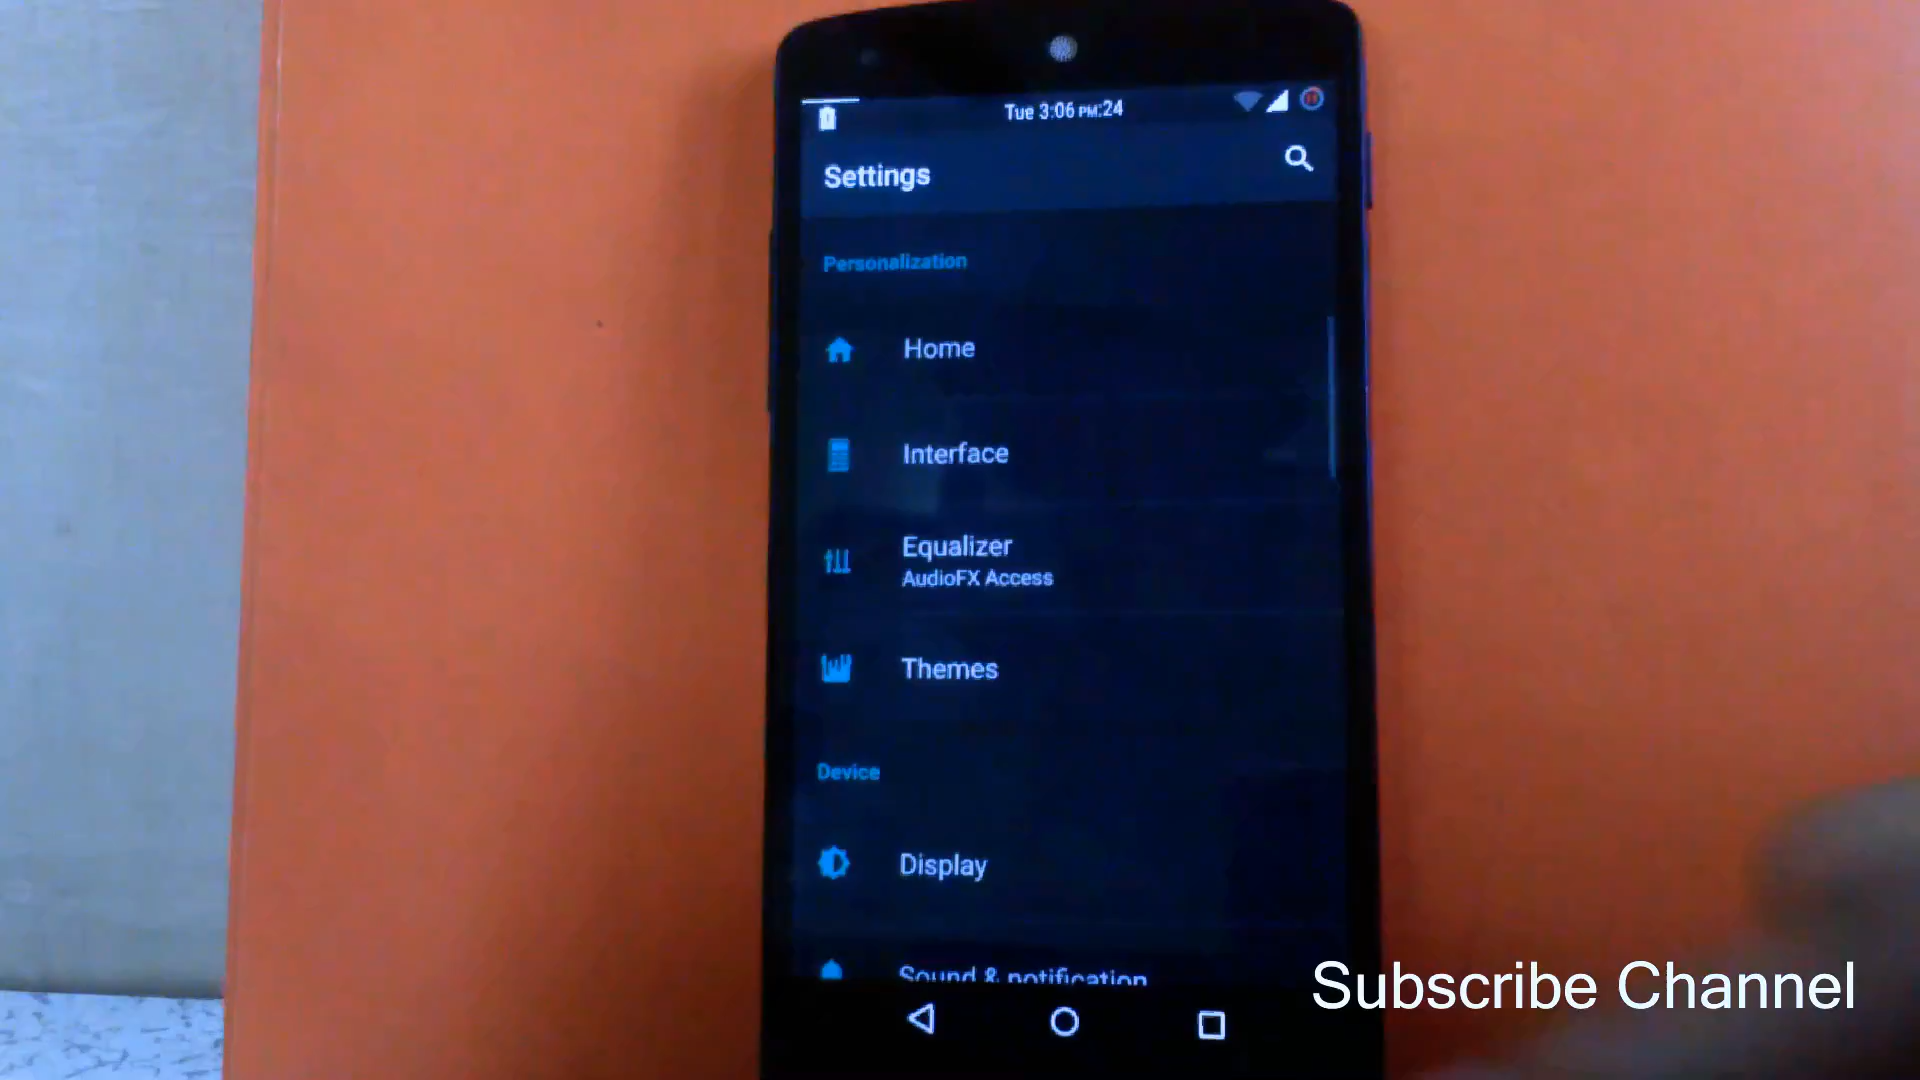 Tue 3:06 PM:24
Settings
Personalization
Home
Interface
Equalizer
AudioFX Access
Themes
Device
Display
Sound & notification
Subscribe Channel